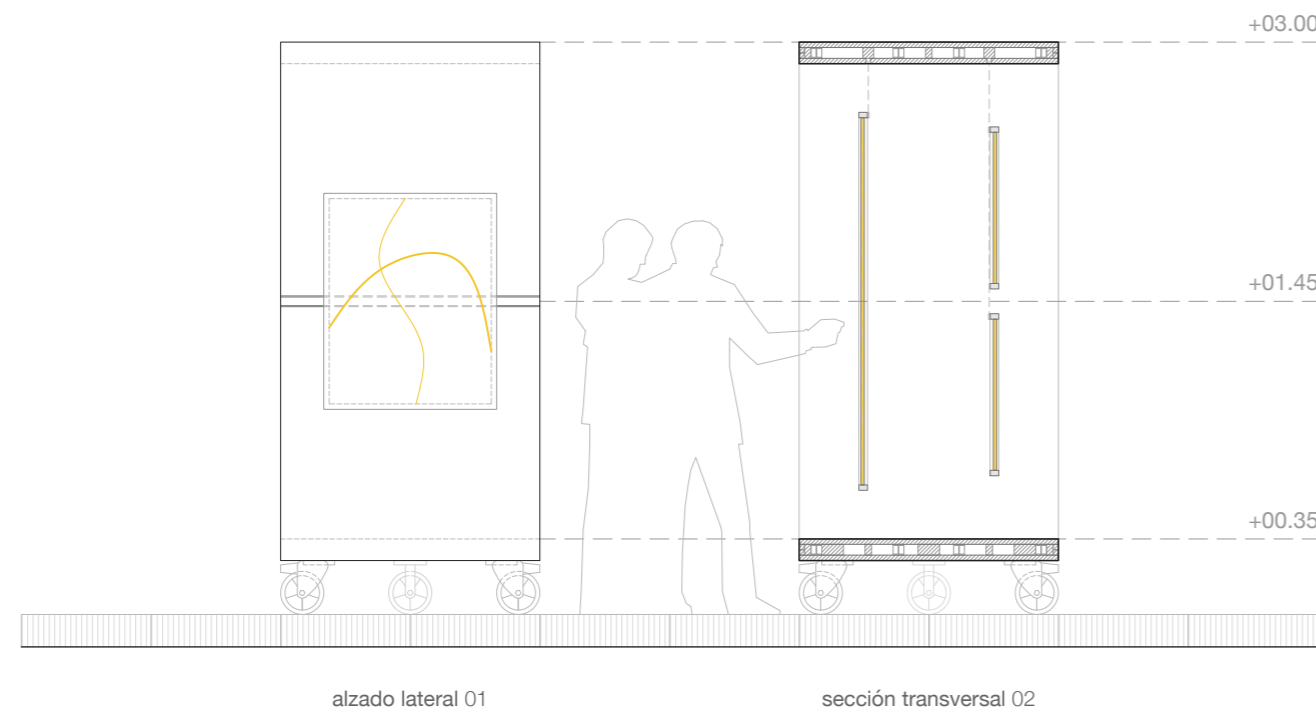 +03.00
+01.45
+00.35
alzado lateral 01
sección transversal 02